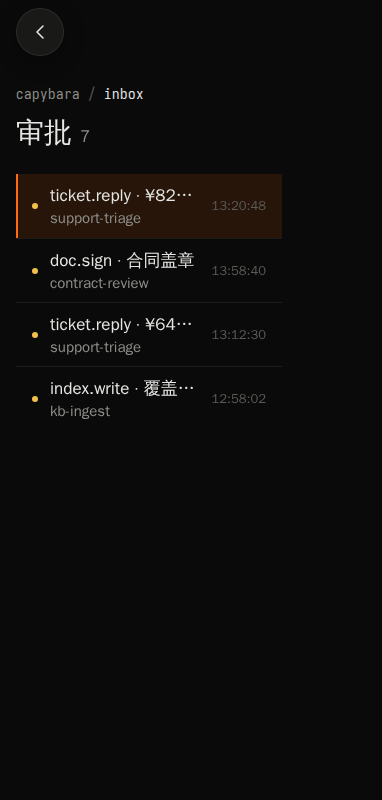 capybara / inbox
审批 7
ticket.reply · ¥82… 13:20:48
support-triage
doc.sign · 合同盖章 13:58:40
contract-review
ticket.reply · ¥64… 13:12:30
support-triage
index.write · 覆盖… 12:58:02
kb-ingest